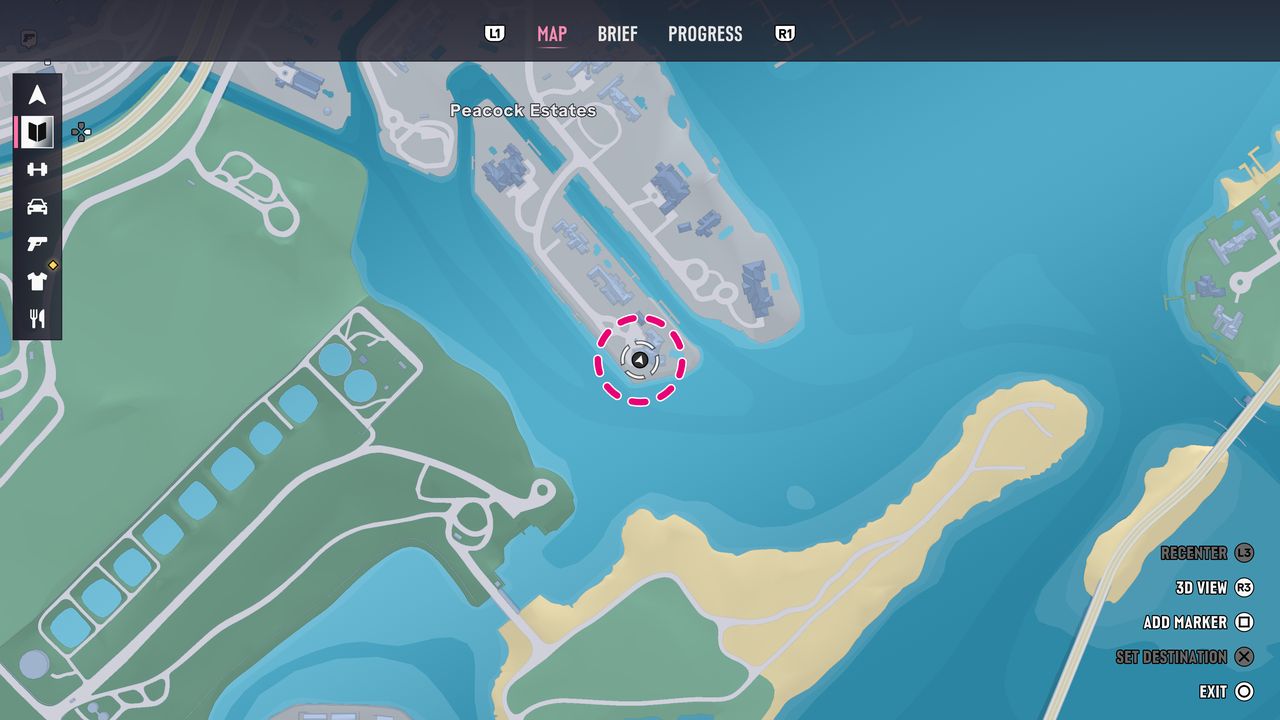 L1 MAP BRIEF PROGRESS R1
Peacock Estates
RECENTER L3
3D VIEW R3
ADD MARKER
SET DESTINATION
EXIT